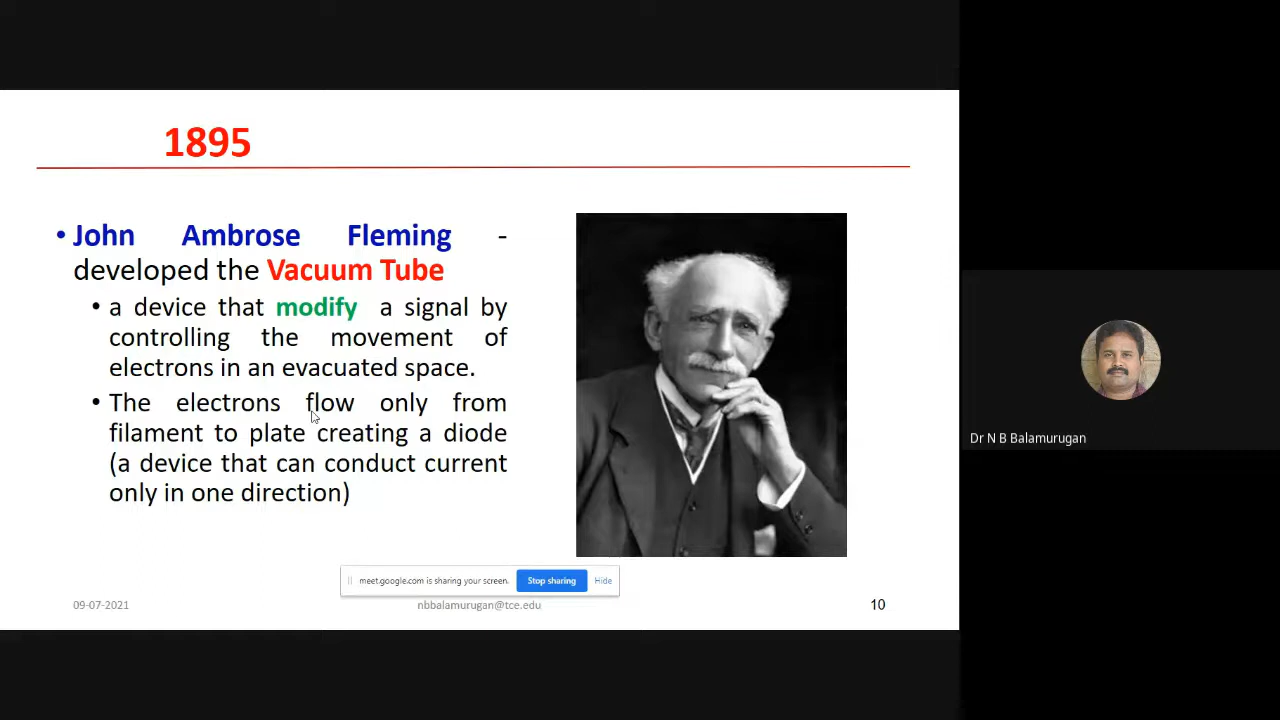 1895
• John Ambrose Fleming -
developed the Vacuum Tube
• a device that modify a signal by
controlling the movement of
electrons in an evacuated space.
• The electrons flow only from
filament to plate creating a diode
(a device that can conduct current
only in one direction)
Dr N B Balamurugan
meet.google.com is sharing your screen. Stop sharing Hide
09-07-2021 nbbalamurugan@tce.edu 10